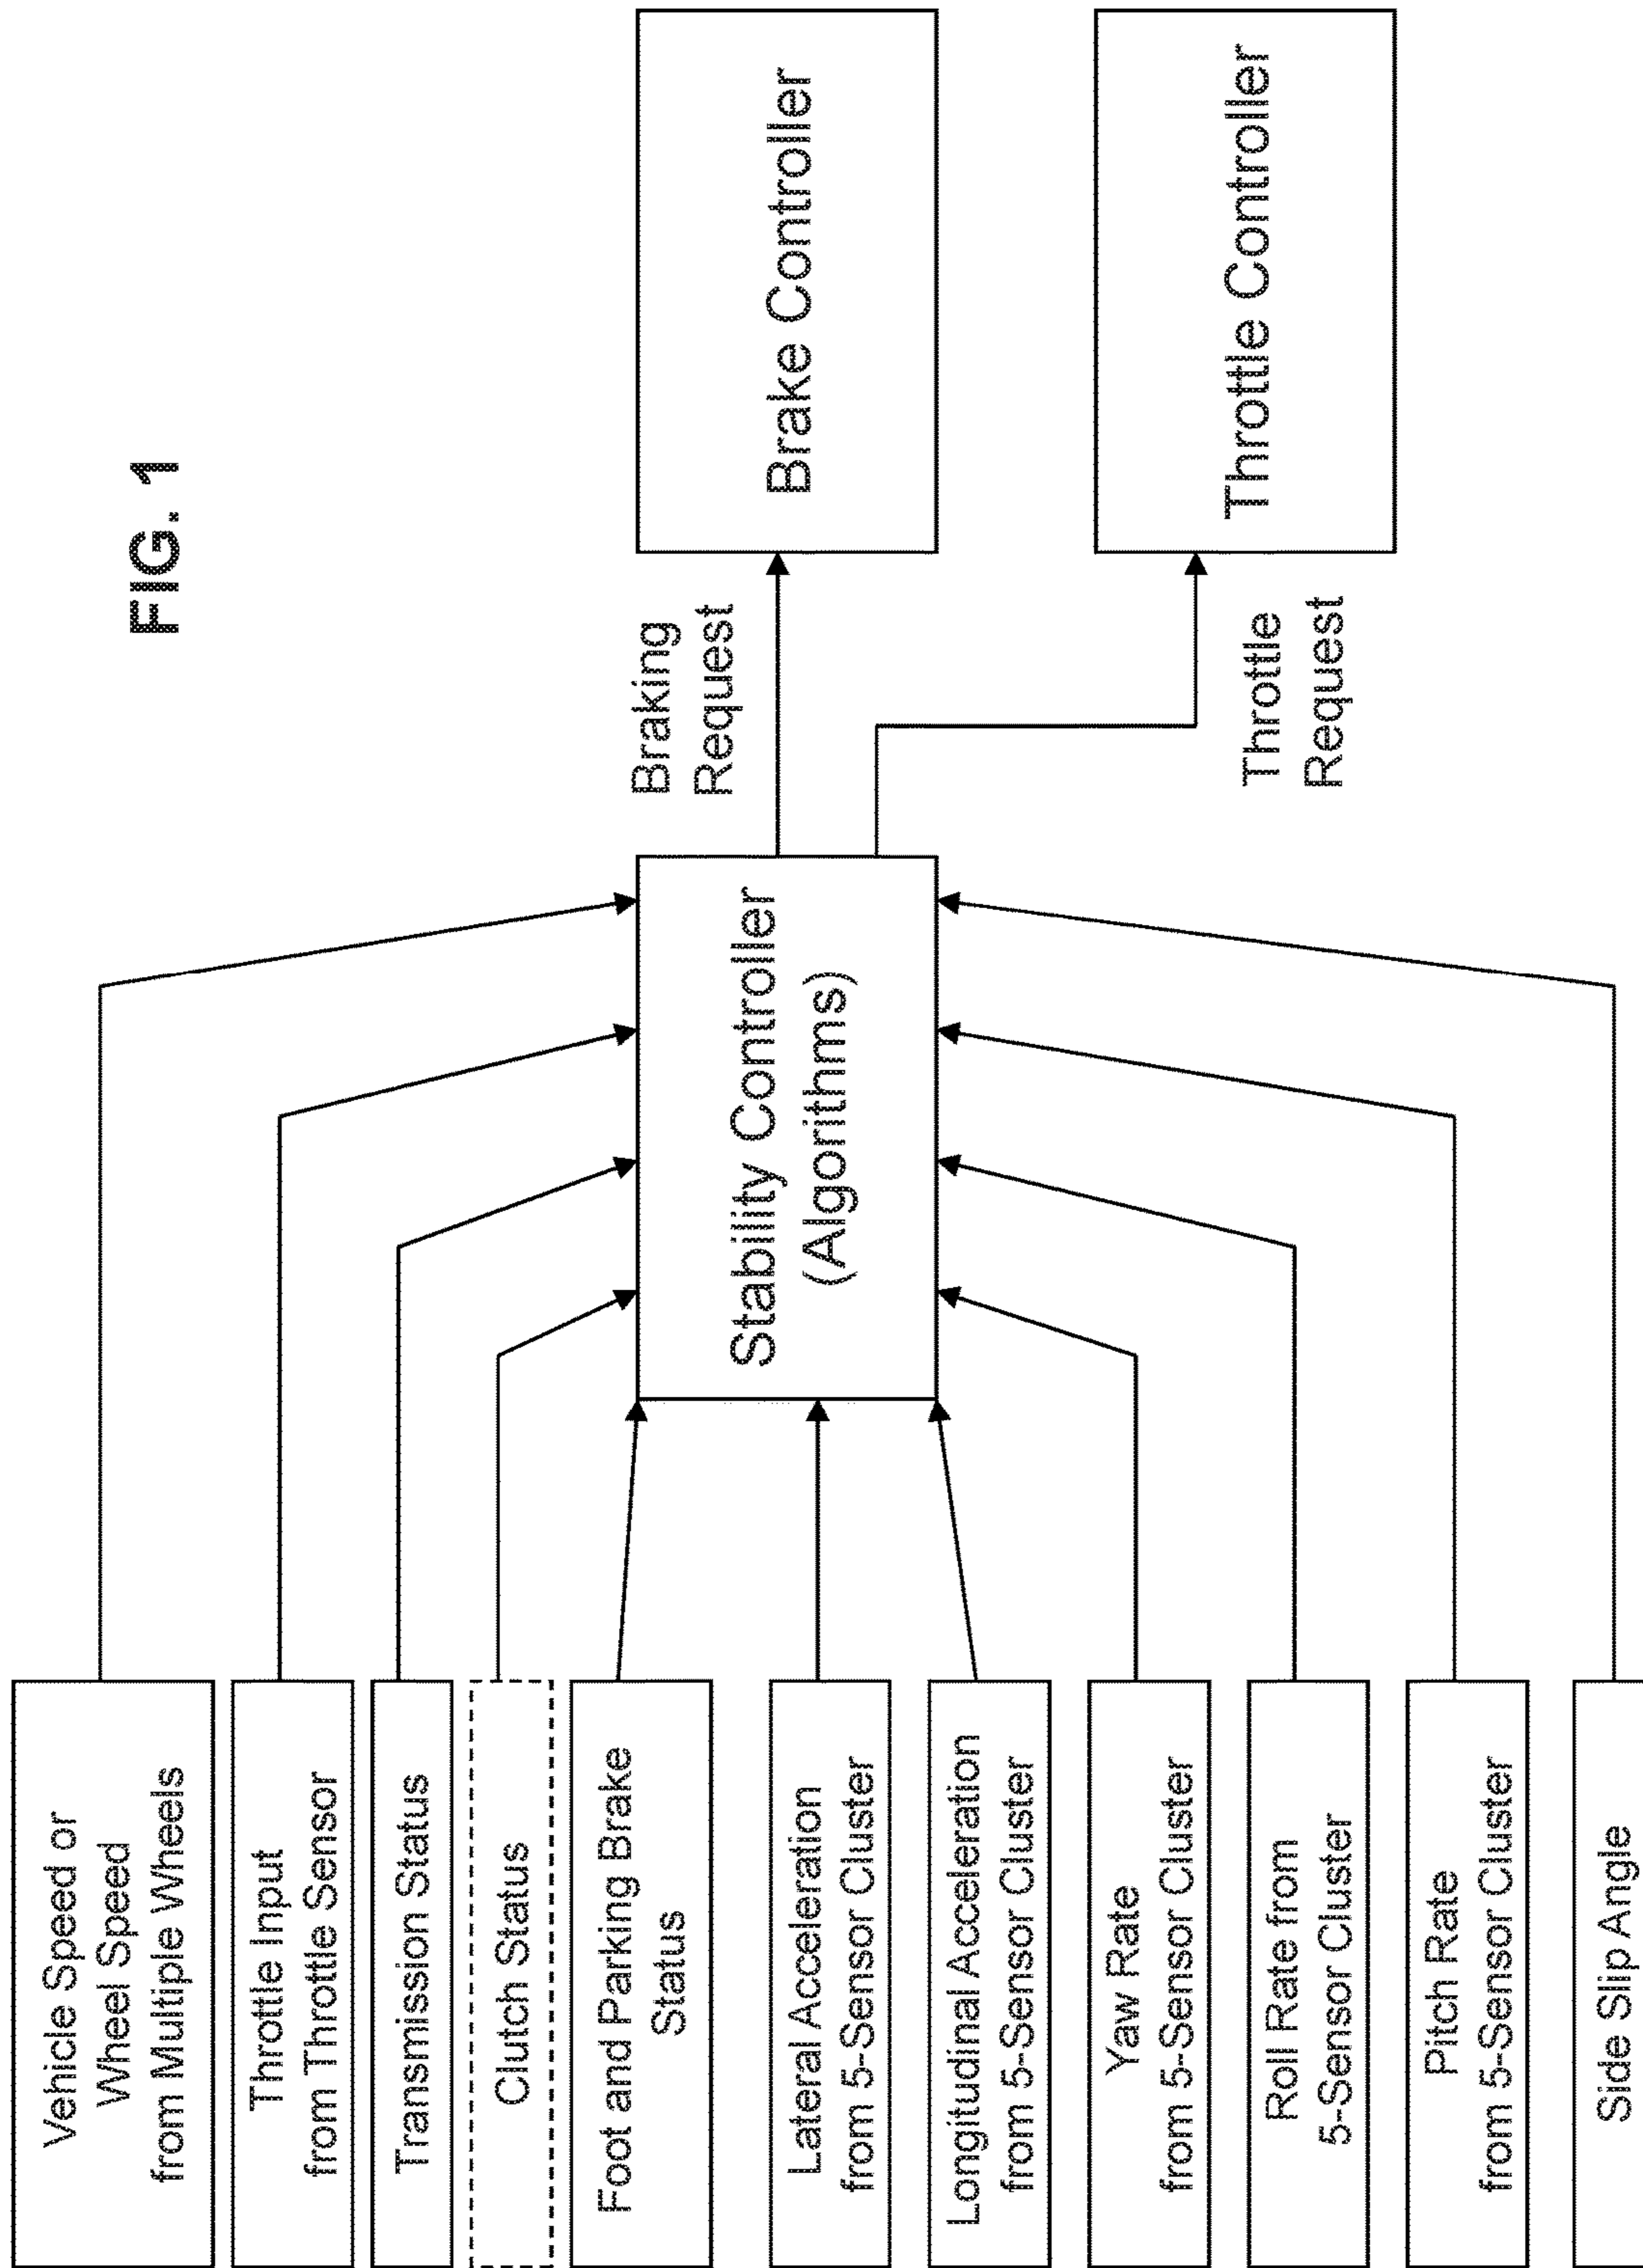 FIG. 1
Vehicle Speed or
Wheel Speed
from Multiple Wheels
Throttle Input
from Throttle Sensor
Transmission Status
Clutch Status
Foot and Parking Brake
Status
Lateral Acceleration
from 5-Sensor Cluster
Longitudinal Acceleration
from 5-Sensor Cluster
Yaw Rate
from 5-Sensor Cluster
Roll Rate from
5-Sensor Cluster
Pitch Rate
from 5-Sensor Cluster
Side Slip Angle
Stability Controller
(Algorithms)
Braking
Request
Throttle
Request
Brake Controller
Throttle Controller